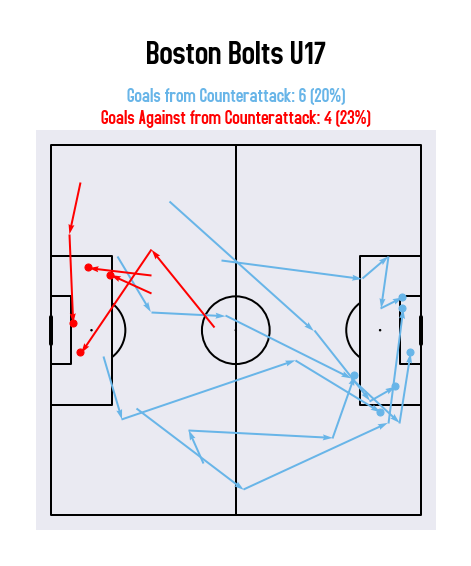 Boston Bolts U17
Goals from Counterattack: 6 (20%)
Goals Against from Counterattack: 4 (23%)